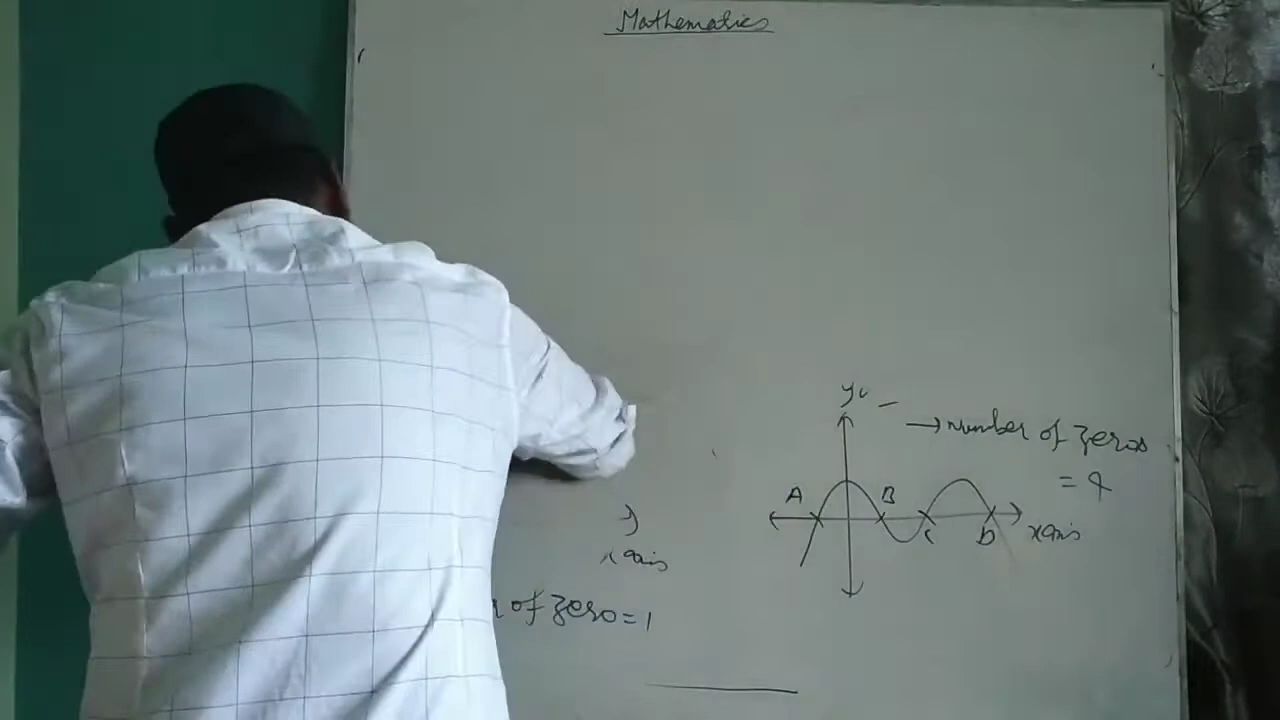 Mathematics
→ number of zeros
= 4
A
B
C
D
x axis
x axis
of zero = 1